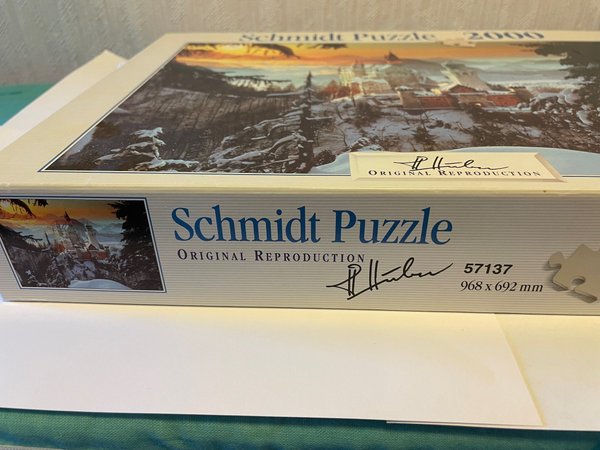 Schmidt Puzzle 2000
ORIGINAL REPRODUCTION
Schmidt Puzzle
ORIGINAL REPRODUCTION
57137
968 x 692 mm